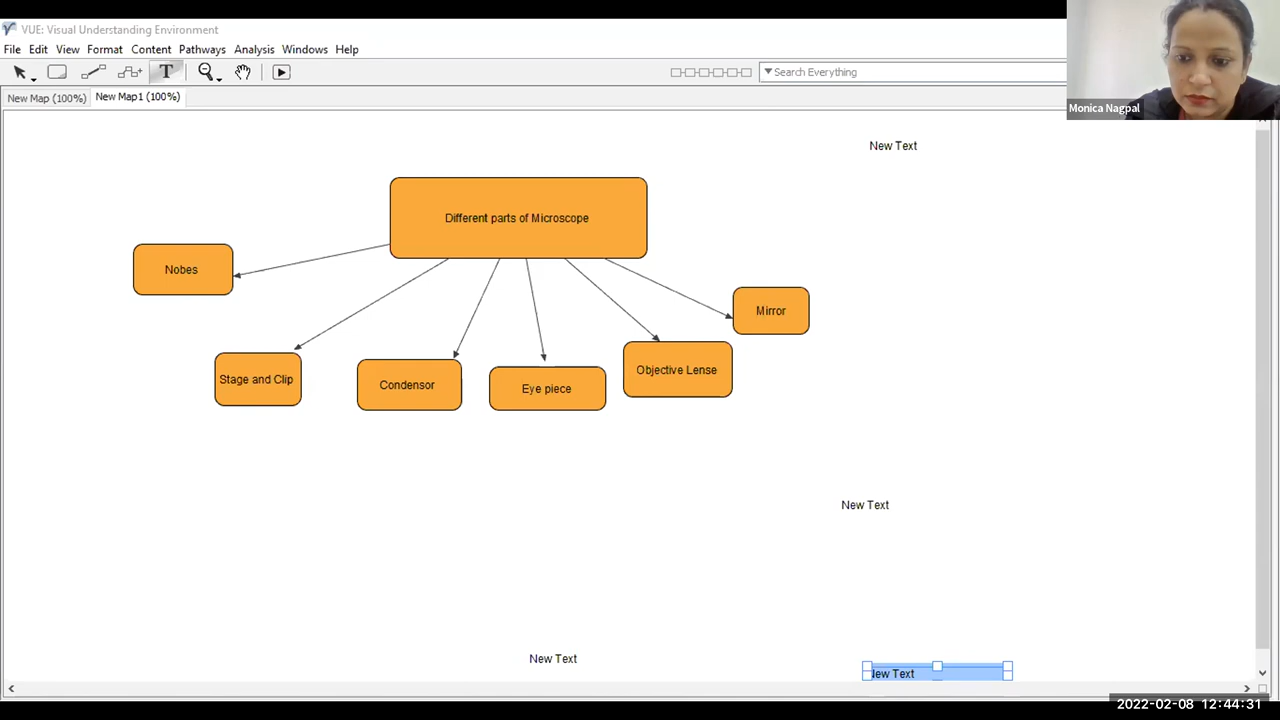 VUE: Visual Understanding Environment
File Edit View Format Content Pathways Analysis Windows Help
T
Search Everything
New Map (100%) New Map1 (100%)
Monica Nagpal
New Text
Different parts of Microscope
Nobes
Mirror
Stage and Clip
Condensor
Eye piece
Objective Lense
New Text
New Text
New Text
2022-02-08 12:44:31